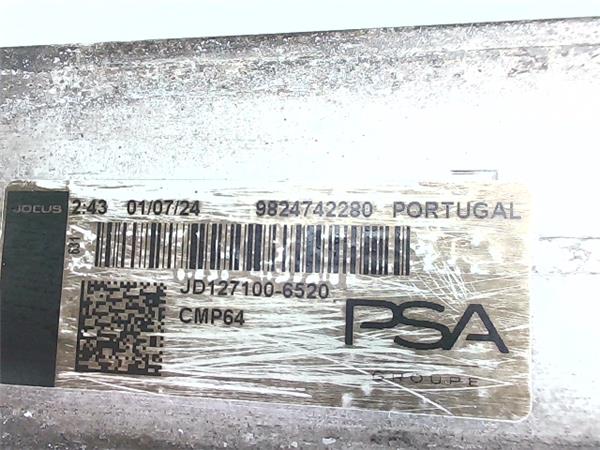 JOCUS
2:43 01/07/24 9824742280 PORTUGAL
JD127100-6520
CMP64
PSA
GROUPE